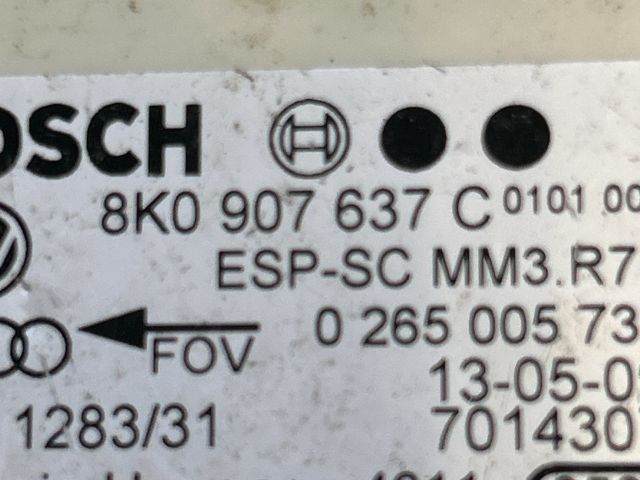 OSCH
8K0 907 637 C 0101 00
ESP-SC MM3.R7
0 265 005 73
FOV
13-05-0
1283/31
701430